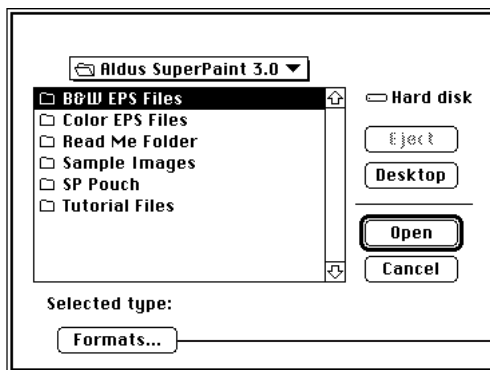 Aldus SuperPaint 3.0
B&W EPS Files
Color EPS Files
Read Me Folder
Sample Images
SP Pouch
Tutorial Files
Hard disk
Eject
Desktop
Open
Cancel
Selected type:
Formats...